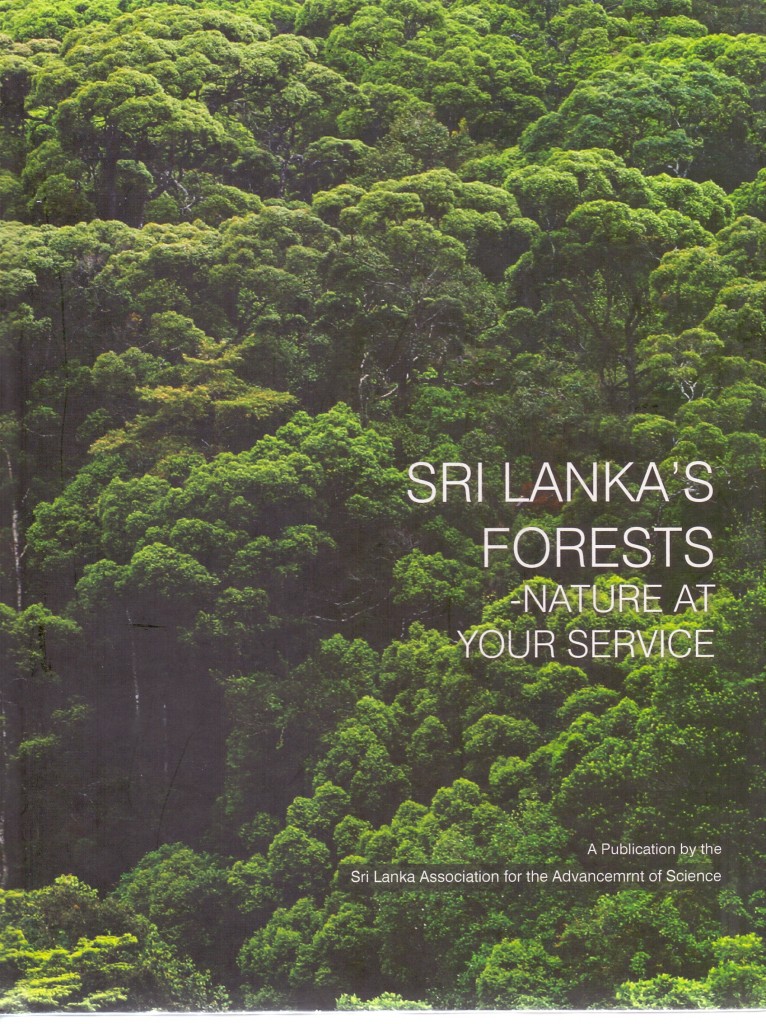 SRI LANKA'S
FORESTS
-NATURE AT
YOUR SERVICE
A Publication by the
Sri Lanka Association for the Advancemrnt of Science